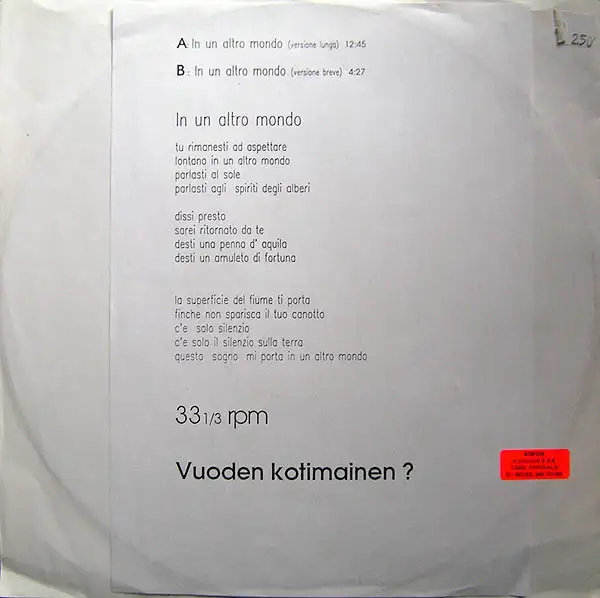 A: In un altro mondo (versione lunga) 12:45
250
B: In un altro mondo (versione breve) 4:27
In un altro mondo
tu rimanesti ad aspettare
lontano in un altro mondo
parlasti al sole
parlasti agli spiriti degli alberi
dissi presto
sarei ritornato da te
desti una penna d' aquila
desti un amuleto di fortuna
la superficie del fiume ti porta
finche non sparisca il tuo canotto
c'e solo silenzio
c'e solo il silenzio sulla terra
questo sogno mi porta in un altro mondo
33 1/3 rpm
Vuoden kotimainen ?